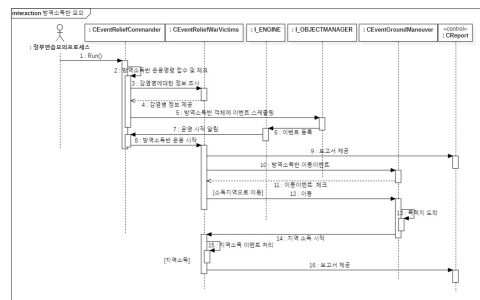 interaction 방역소독반 모의
: CEventReliefCommander
: CEventReliefWarVictims
: I_ENGINE
: I_OBJECTMANAGER
: CEventGroundManeuver
«control»
: CReport
: 정부연습모의프로세스
1 : Run()
2 : 방역소독반 운용명령 접수 및 체크
3 : 감염병에대한 정보 조사
4 : 감염병 정보 제공
5 : 방역소독반 객체에 이벤트 스케줄링
6 : 이벤트 등록
7 : 운영 시작 알림
8 : 방역소독반 운용 시작
9 : 보고서 제공
10 : 방역소독반 이동이벤트
11 : 이동이벤트 체크
[소독지역으로 이동]
12 : 이동
13 : 목적지 도착
14 : 지역 소독 시작
15 : 지역소독 이벤트 처리
[지역소독]
16 : 보고서 제공